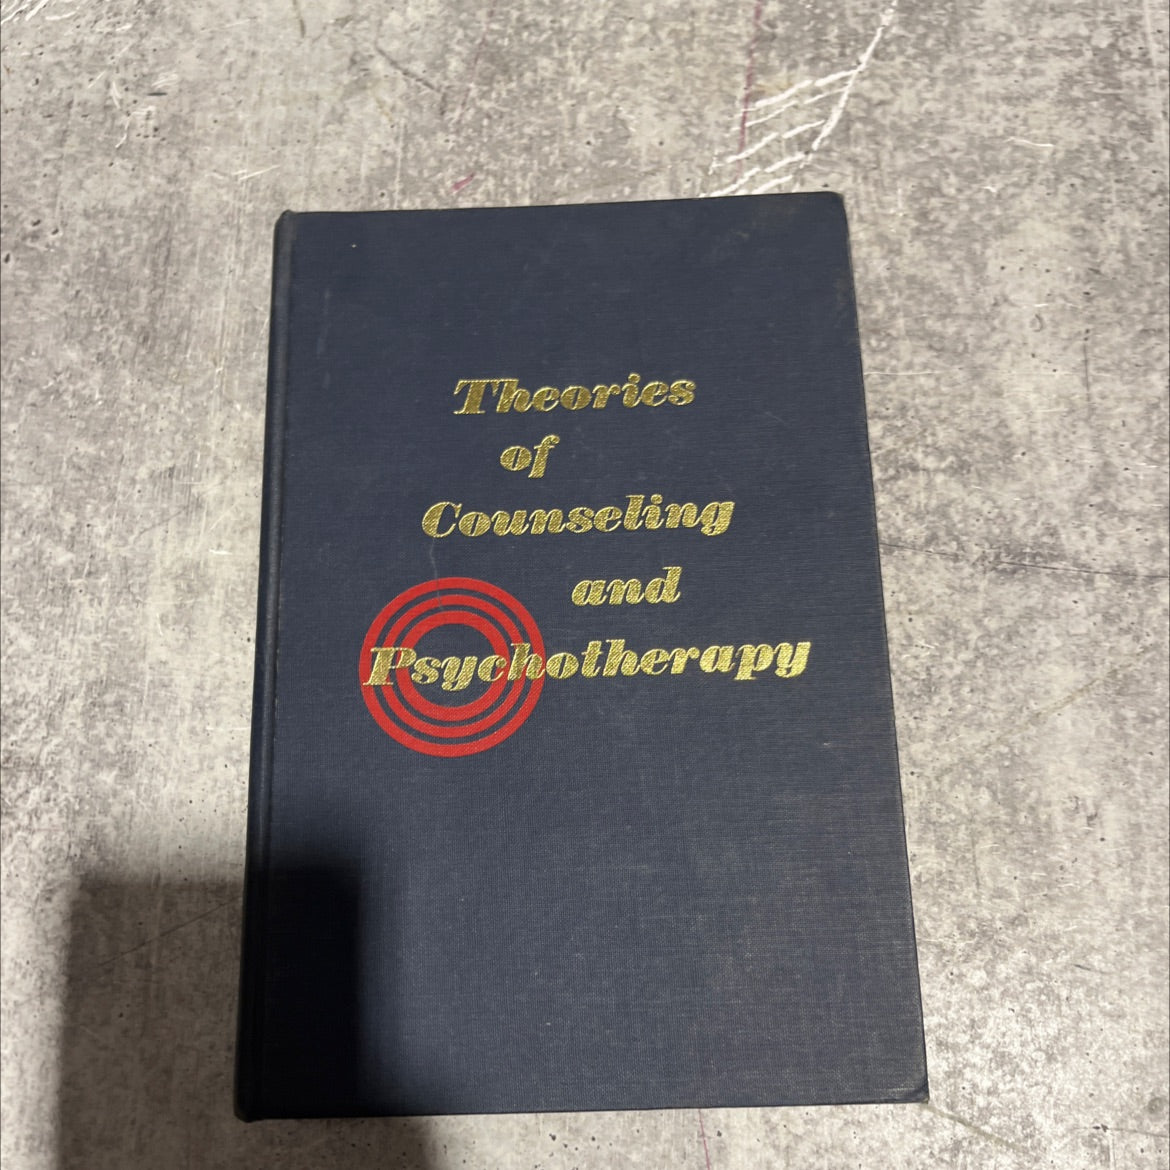 Theories
of
Counseling
and
Psychotherapy